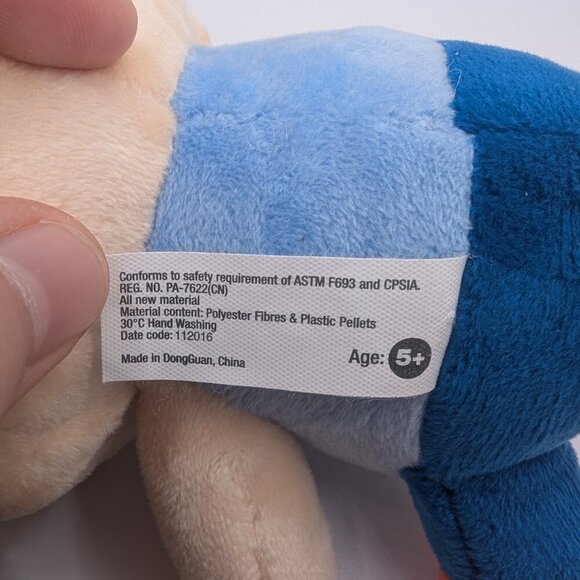 Conforms to safety requirement of ASTM F693 and CPSIA.
REG. NO. PA-7622(CN)
All new material
Material content: Polyester Fibres & Plastic Pellets
30°C Hand Washing
Date code: 112016
Made in DongGuan, China
Age: 5+